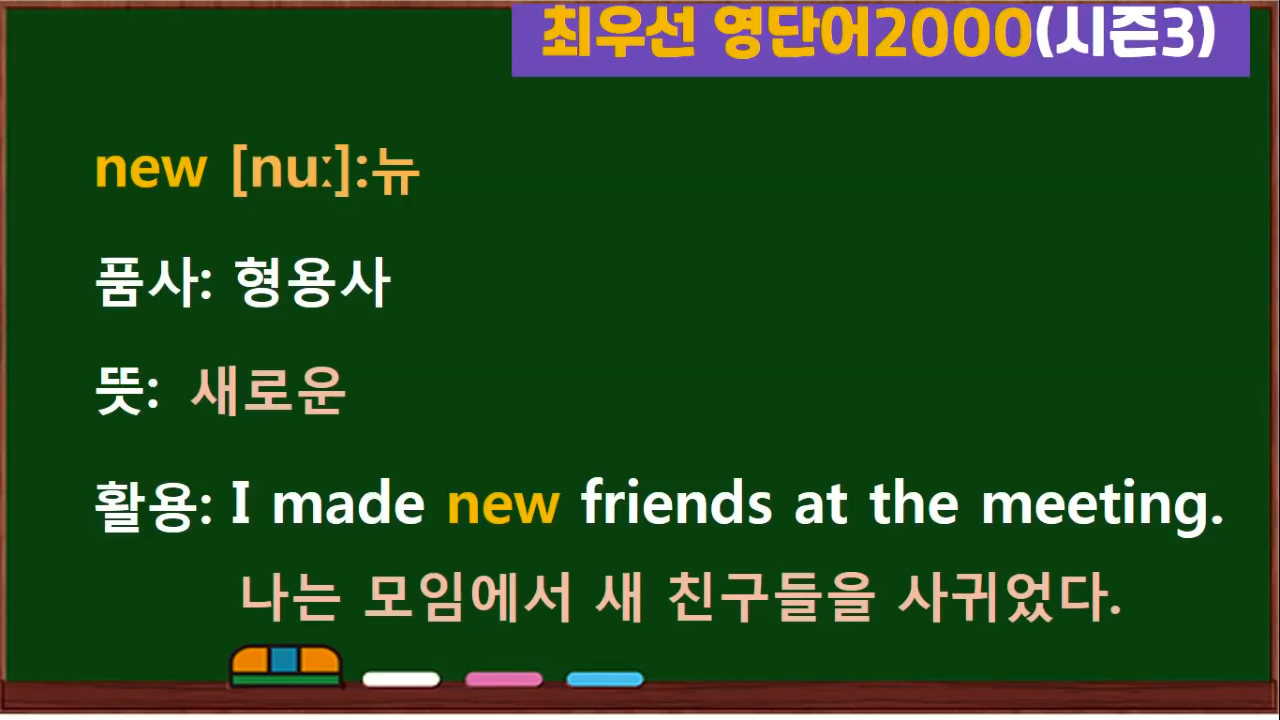 최우선 영단어2000(시즌3)
new [nuː]:뉴
품사: 형용사
뜻: 새로운
활용: I made new friends at the meeting.
나는 모임에서 새 친구들을 사귀었다.